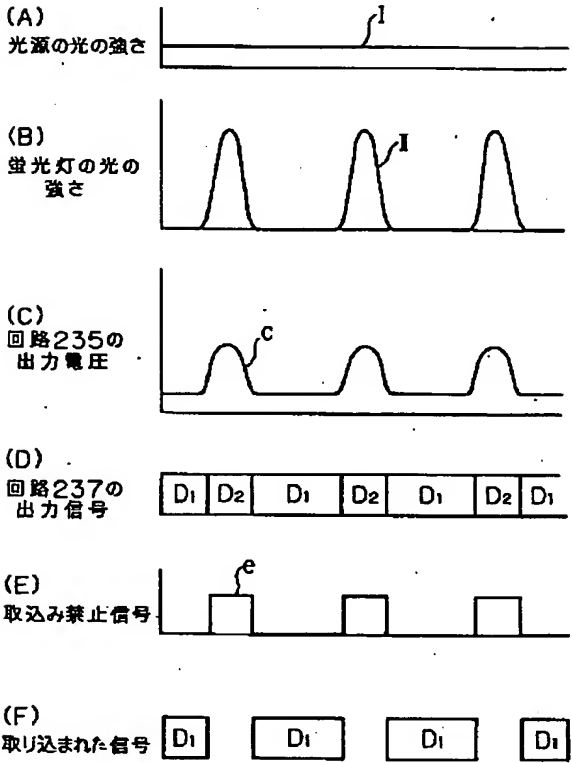 (A)
光源の光の強さ
I
(B)
蛍光灯の光の
強さ
II
(C)
回路235の
出力電圧
C
(D)
回路237の
出力信号
D1 D2 D1 D2 D1 D2 D1
(E)
取込み禁止信号
e
(F)
取り込まれた信号
D1 D1 D1 D1